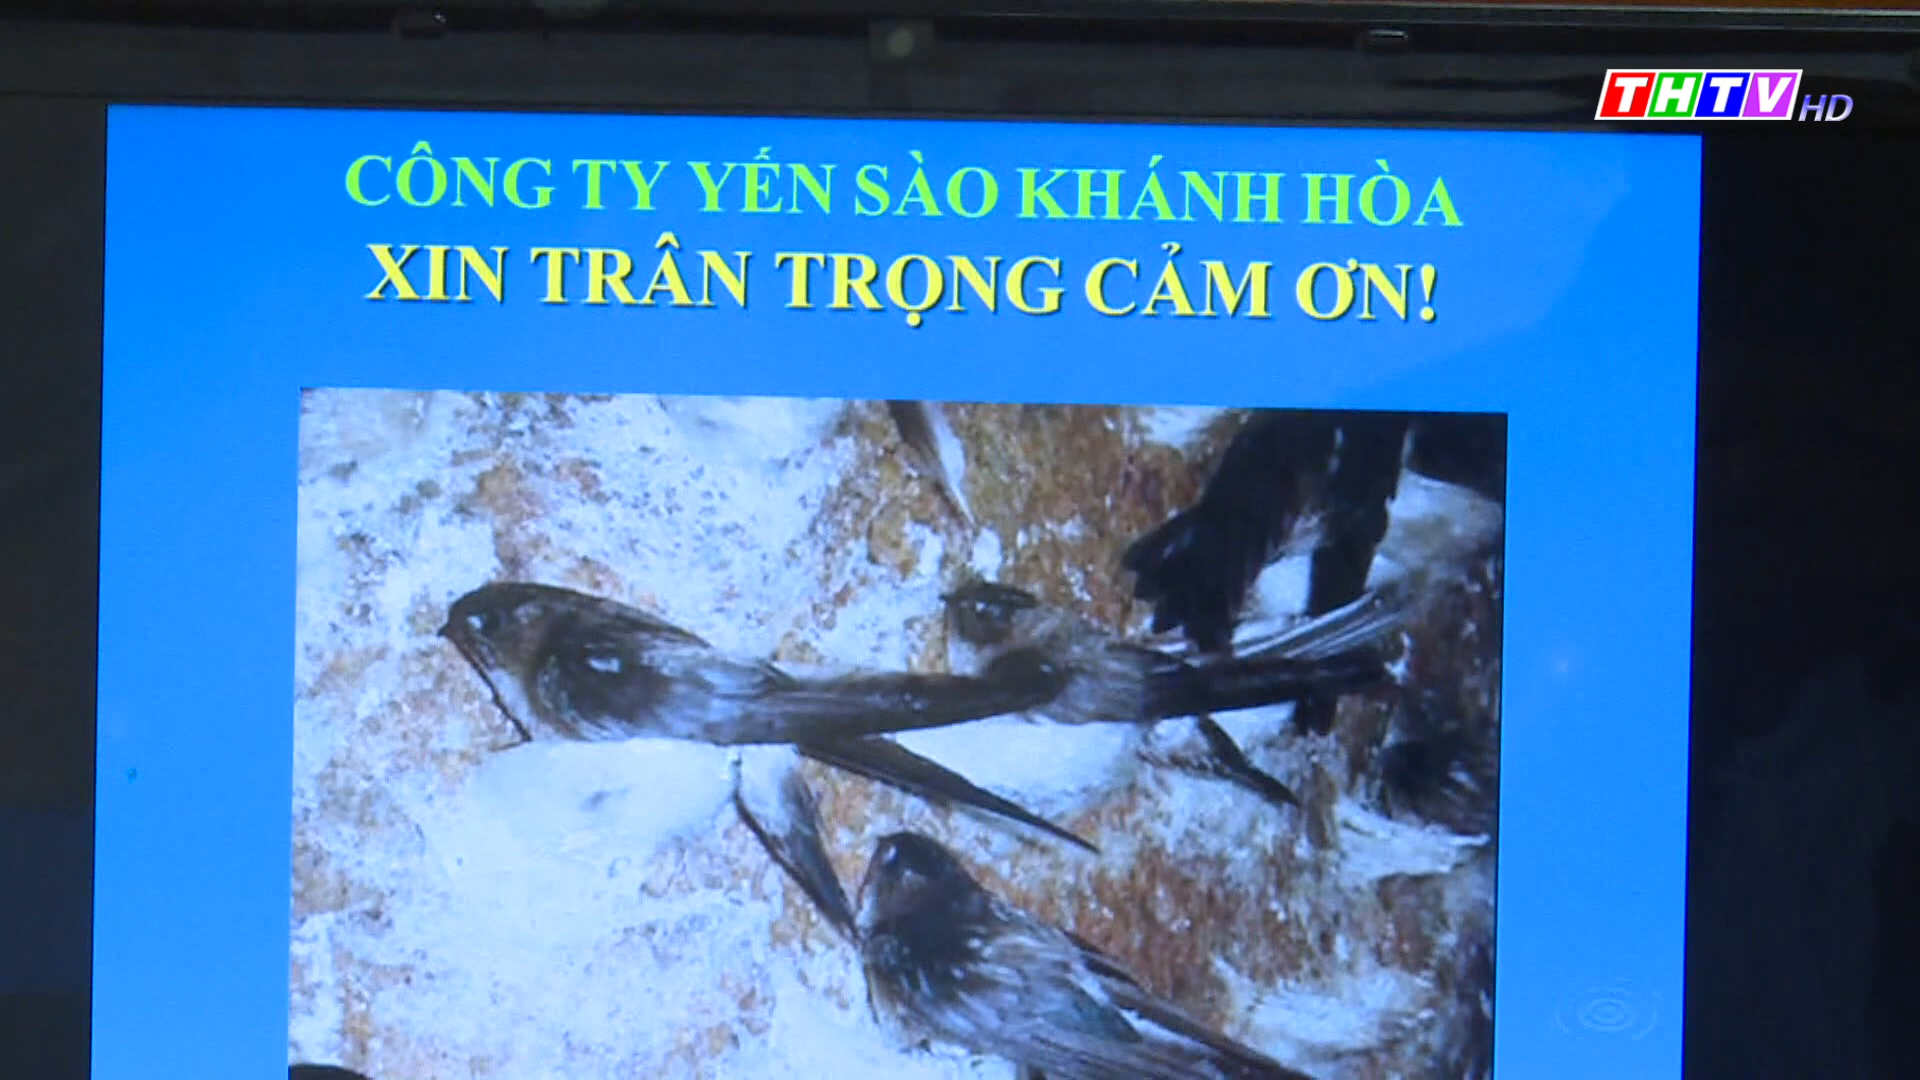 THTV HD
CÔNG TY YẾN SÀO KHÁNH HÒA
XIN TRÂN TRỌNG CẢM ƠN!